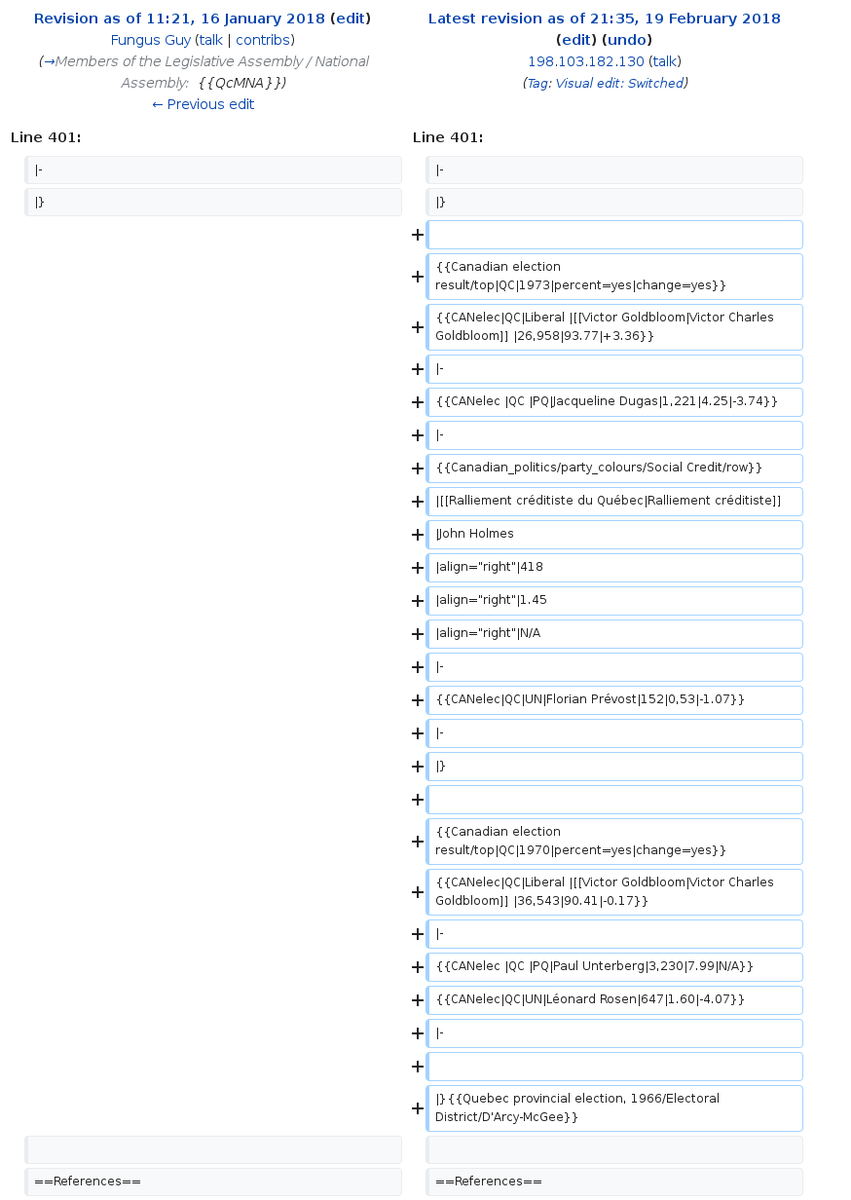 Revision as of 11:21, 16 January 2018 (edit)
Fungus Guy (talk | contribs)
(→Members of the Legislative Assembly / National
Assembly: {{QcMNA}})
← Previous edit
Latest revision as of 21:35, 19 February 2018
(edit) (undo)
198.103.182.130 (talk)
(Tag: Visual edit: Switched)
Line 401:
Line 401:
|-
|-
|}
|}
+
+ {{Canadian election
result/top|QC|1973|percent=yes|change=yes}}
+ {{CANelec|QC|Liberal |[[Victor Goldbloom|Victor Charles
Goldbloom]] |26,958|93.77|+3.36}}
+ |-
+ {{CANelec |QC |PQ|Jacqueline Dugas|1,221|4.25|-3.74}}
+ |-
+ {{Canadian_politics/party_colours/Social Credit/row}}
+ |[[Ralliement créditiste du Québec|Ralliement créditiste]]
+ |John Holmes
+ |align="right"|418
+ |align="right"|1.45
+ |align="right"|N/A
+ |-
+ {{CANelec|QC|UN|Florian Prévost|152|0,53|-1.07}}
+ |-
+ |}
+
+ {{Canadian election
result/top|QC|1970|percent=yes|change=yes}}
+ {{CANelec|QC|Liberal |[[Victor Goldbloom|Victor Charles
Goldbloom]] |36,543|90.41|-0.17}}
+ |-
+ {{CANelec |QC |PQ|Paul Unterberg|3,230|7.99|N/A}}
+ {{CANelec|QC|UN|Léonard Rosen|647|1.60|-4.07}}
+ |-
+
+ |} {{Quebec provincial election, 1966/Electoral
District/D'Arcy-McGee}}
==References==
==References==